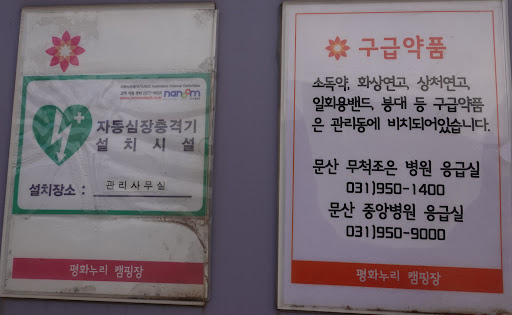 nanoom
자동심장충격기
설치시설
설치장소 : 관리사무실
평화누리 캠핑장
구급약품
소독약, 화상연고, 상처연고,
일회용밴드, 붕대 등 구급약품
은 관리동에 비치되어있습니다.
문산 무척조은 병원 응급실
031)950-1400
문산 중앙병원 응급실
031)950-9000
평화누리 캠핑장